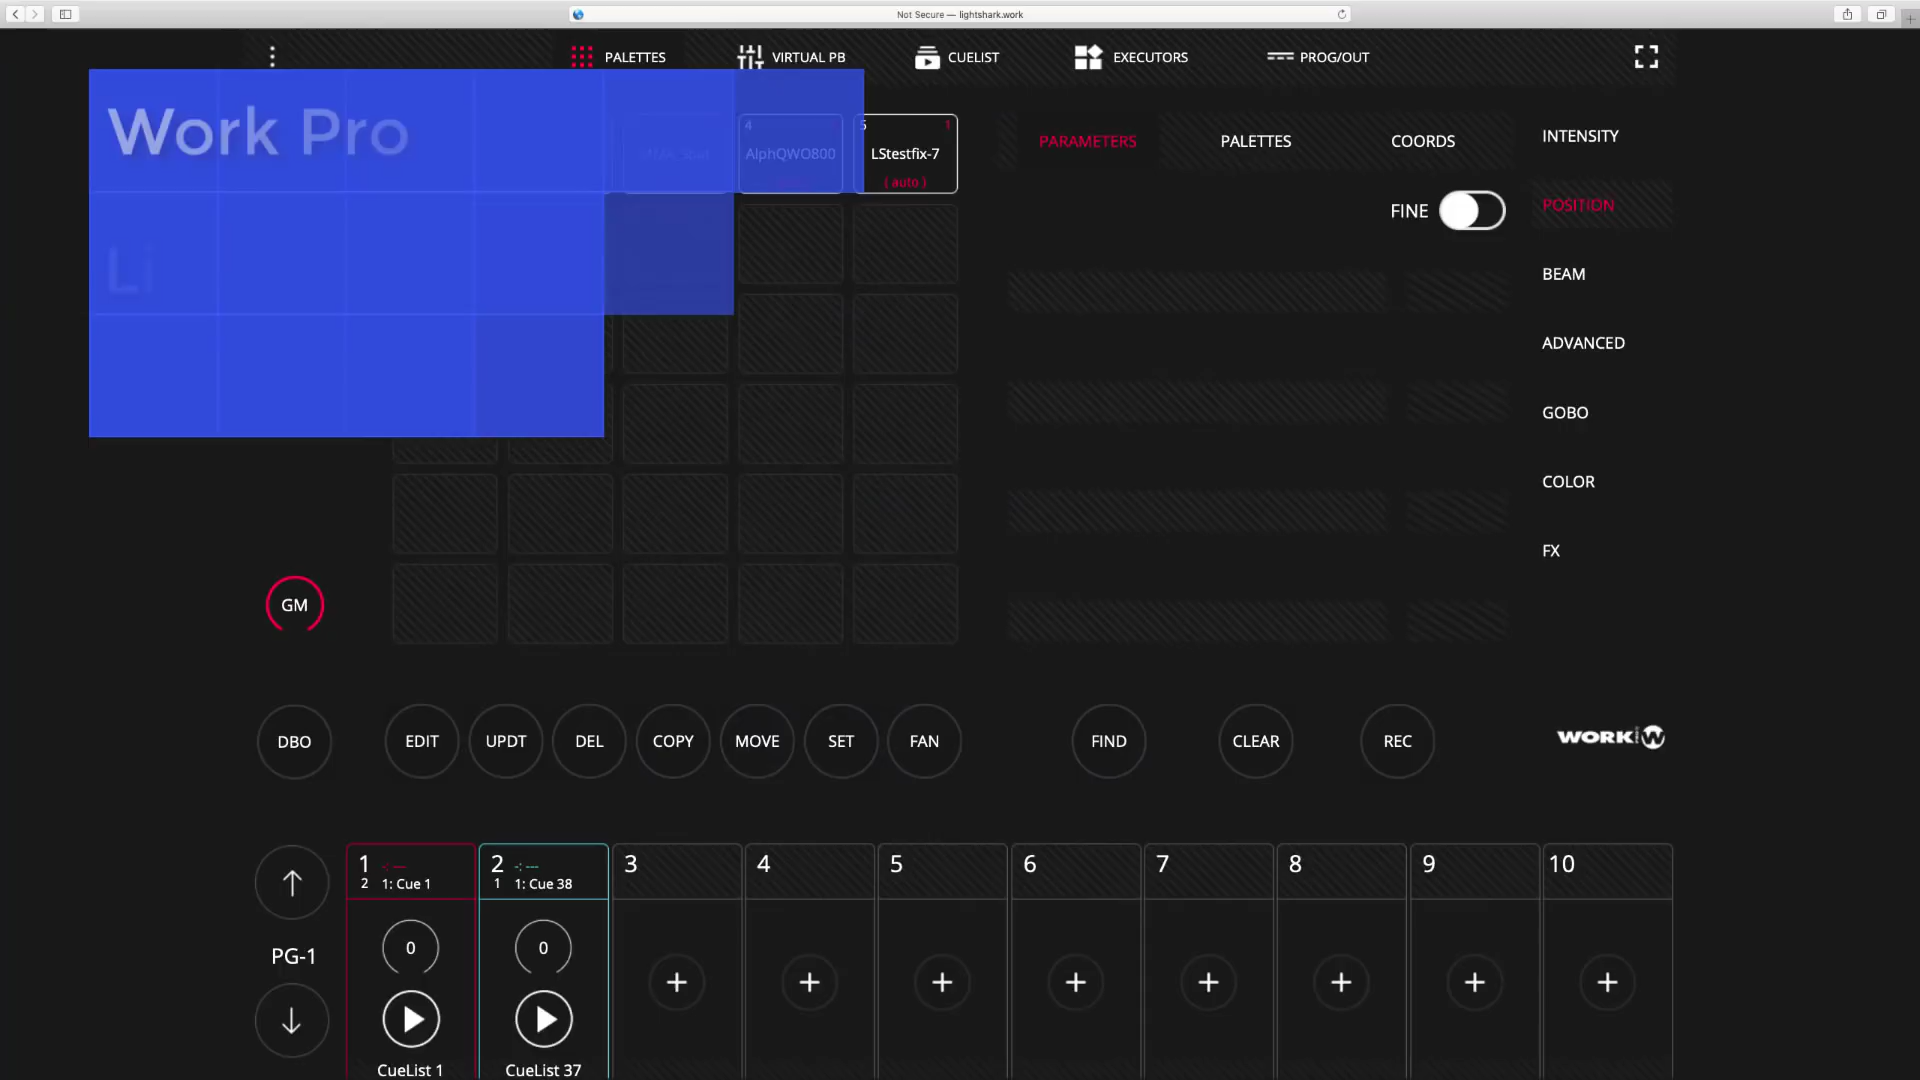 Not Secure — lightshark.work
PALETTES
VIRTUAL PB
CUELIST
EXECUTORS
PROG/OUT
Work Pro
Li
4
AlphQWO800
5
1
LStestfix-7
( auto )
PARAMETERS
PALETTES
COORDS
FINE
INTENSITY
POSITION
BEAM
ADVANCED
GOBO
COLOR
FX
GM
DBO
EDIT
UPDT
DEL
COPY
MOVE
SET
FAN
FIND
CLEAR
REC
WORK
PG-1
1 -: ---
2 1: Cue 1
0
CueList 1
2 -: ---
1 1: Cue 38
0
CueList 37
3
4
5
6
7
8
9
10